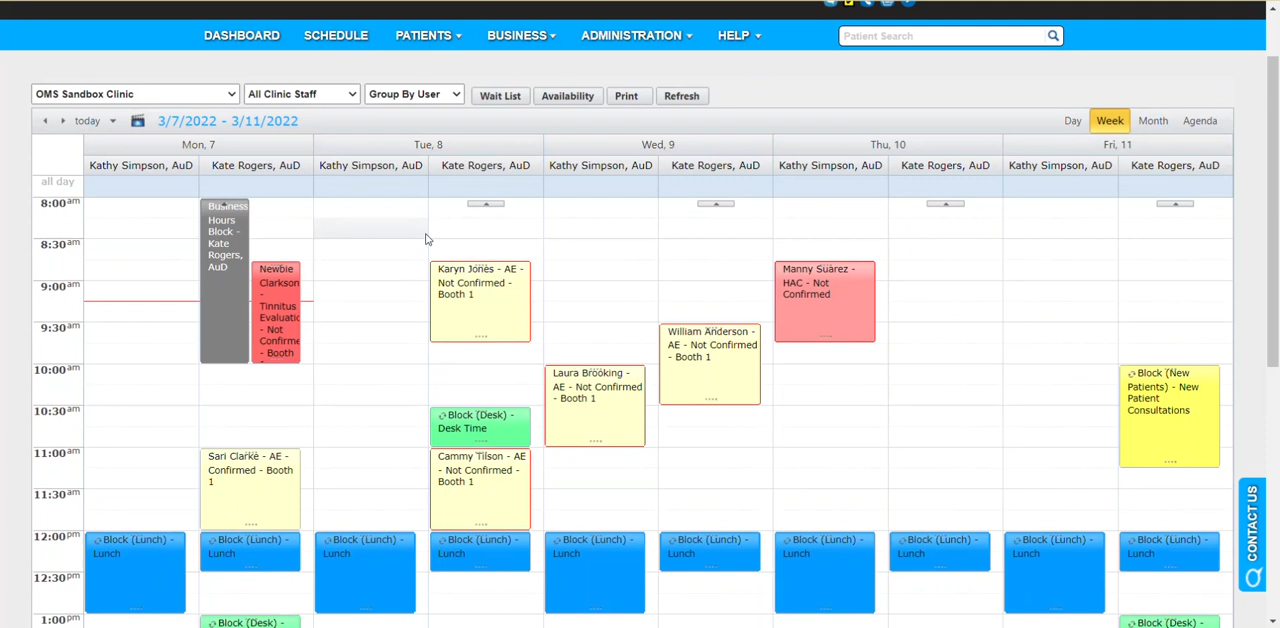 DASHBOARD SCHEDULE PATIENTS BUSINESS ADMINISTRATION HELP Patient Search
OMS Sandbox Clinic All Clinic Staff Group By User Wait List Availability Print Refresh
today 3/7/2022 - 3/11/2022 Day Week Month Agenda
Mon, 7 Tue, 8 Wed, 9 Thu, 10 Fri, 11
Kathy Simpson, AuD Kate Rogers, AuD Kathy Simpson, AuD Kate Rogers, AuD Kathy Simpson, AuD Kate Rogers, AuD Kathy Simpson, AuD Kate Rogers, AuD Kathy Simpson, AuD Kate Rogers, AuD
all day
8:00am
8:30am
9:00am
9:30am
10:00am
10:30am
11:00am
11:30am
12:00pm
12:30pm
1:00pm
Business
Hours
Block -
Kate
Rogers,
AuD
Newbie
Clarkson
-
Tinnitus
Evaluatio
- Not
Confirme
- Booth
Sari Clarke - AE -
Confirmed - Booth
1
Karyn Jones - AE -
Not Confirmed -
Booth 1
Block (Desk) -
Desk Time
Cammy Tilson - AE
- Not Confirmed -
Booth 1
Laura Brooking -
AE - Not Confirmed
- Booth 1
William Anderson -
AE - Not Confirmed
- Booth 1
Manny Suarez -
HAC - Not
Confirmed
Block (New
Patients) - New
Patient
Consultations
Block (Lunch) -
Lunch
Block (Lunch) -
Lunch
Block (Lunch) -
Lunch
Block (Lunch) -
Lunch
Block (Lunch) -
Lunch
Block (Lunch) -
Lunch
Block (Lunch) -
Lunch
Block (Lunch) -
Lunch
Block (Lunch) -
Lunch
Block (Lunch) -
Lunch
Block (Desk) -
Block (Desk) -
CONTACT US